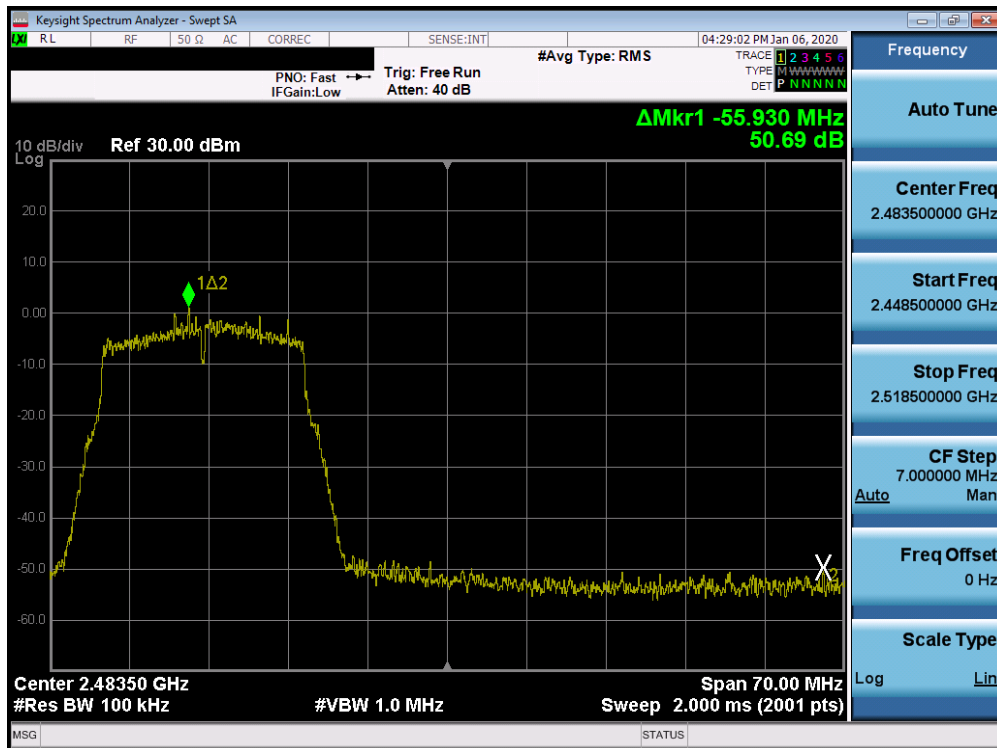 Keysight Spectrum Analyzer - Swept SA
LXI RL RF 50 Ω AC CORREC SENSE:INT 04:29:02 PM Jan 06, 2020
#Avg Type: RMS TRACE 1 2 3 4 5 6
PNO: Fast Trig: Free Run TYPE M W W W W W
IFGain:Low Atten: 40 dB DET P N N N N N
ΔMkr1 -55.930 MHz
50.69 dB
10 dB/div Ref 30.00 dBm
Log
20.0
10.0
1Δ2
0.00
-10.0
-20.0
-30.0
-40.0
-50.0
X2
-60.0
Center 2.48350 GHz Span 70.00 MHz
#Res BW 100 kHz #VBW 1.0 MHz Sweep 2.000 ms (2001 pts)
MSG STATUS
Frequency
Auto Tune
Center Freq
2.483500000 GHz
Start Freq
2.448500000 GHz
Stop Freq
2.518500000 GHz
CF Step
7.000000 MHz
Auto Man
Freq Offset
0 Hz
Scale Type
Log Lin